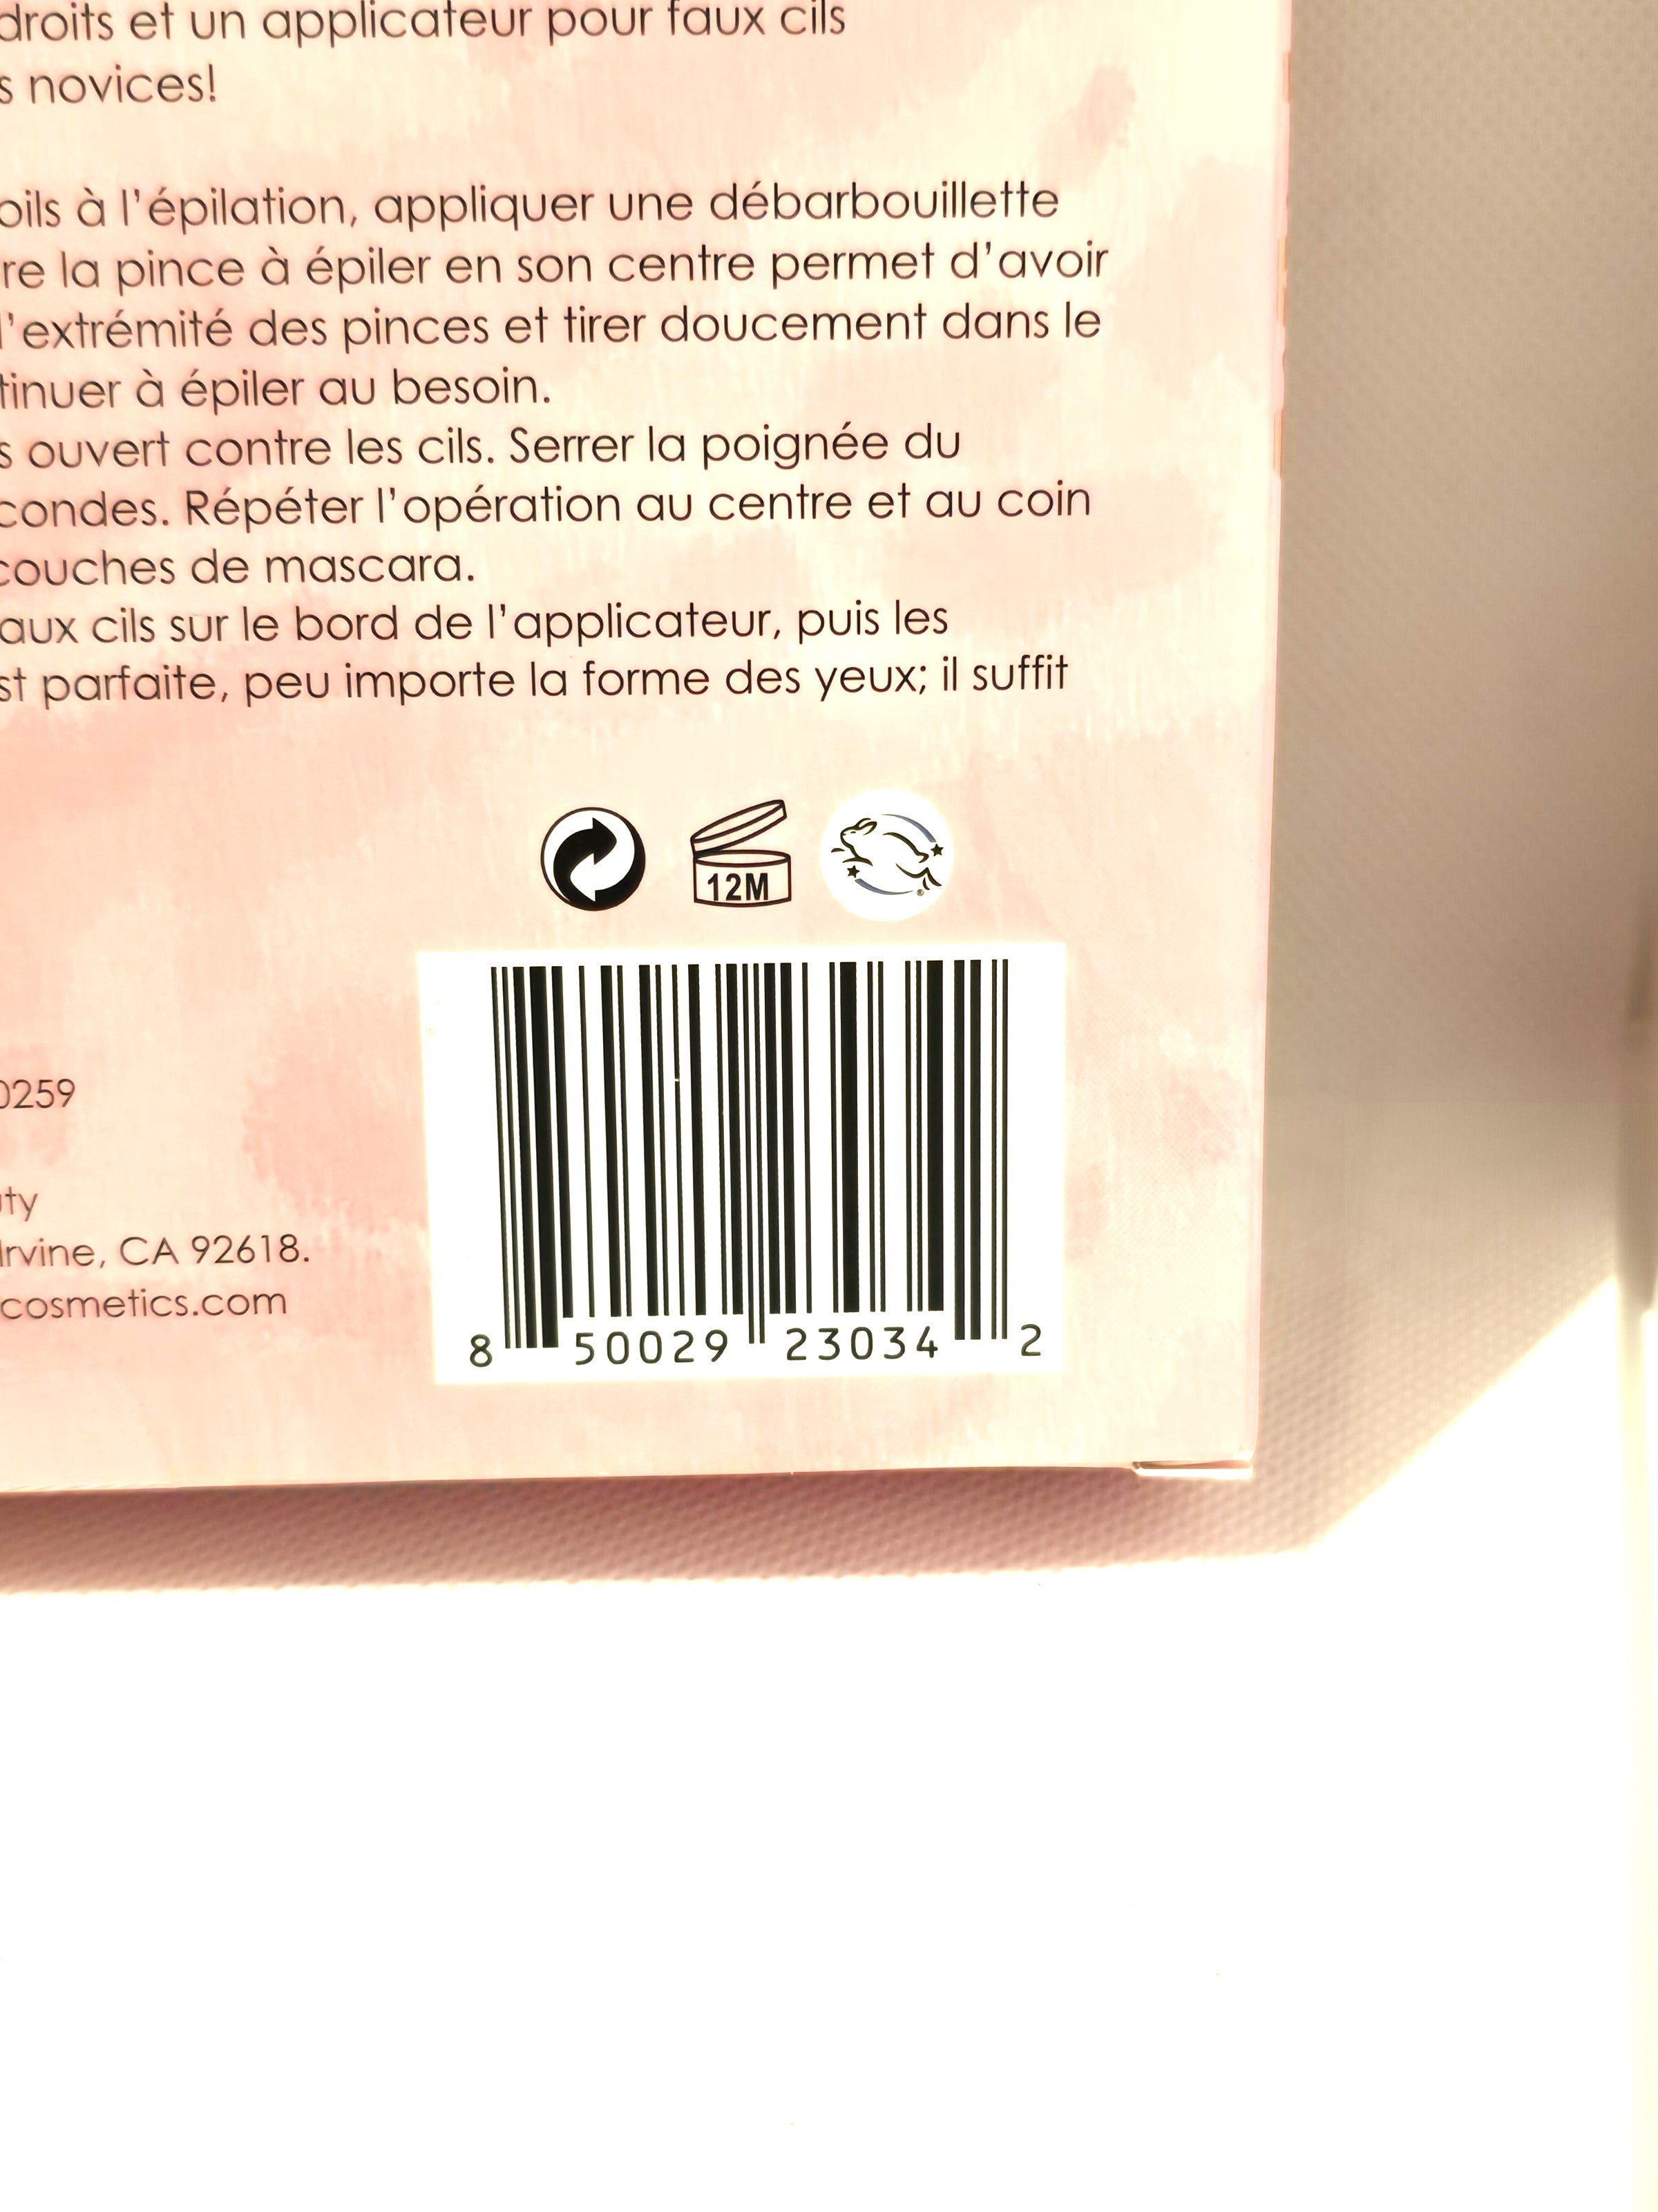 droits et un applicateur pour faux cils
s novices!
oils à l'épilation, appliquer une débarbouillette
re la pince à épiler en son centre permet d'avoir
l'extrémité des pinces et tirer doucement dans le
tinuer à épiler au besoin.
s ouvert contre les cils. Serrer la poignée du
condes. Répéter l'opération au centre et au coin
couches de mascara.
aux cils sur le bord de l'applicateur, puis les
st parfaite, peu importe la forme des yeux; il suffit
12M
0259
uty
Irvine, CA 92618.
cosmetics.com
8 50029 23034 2